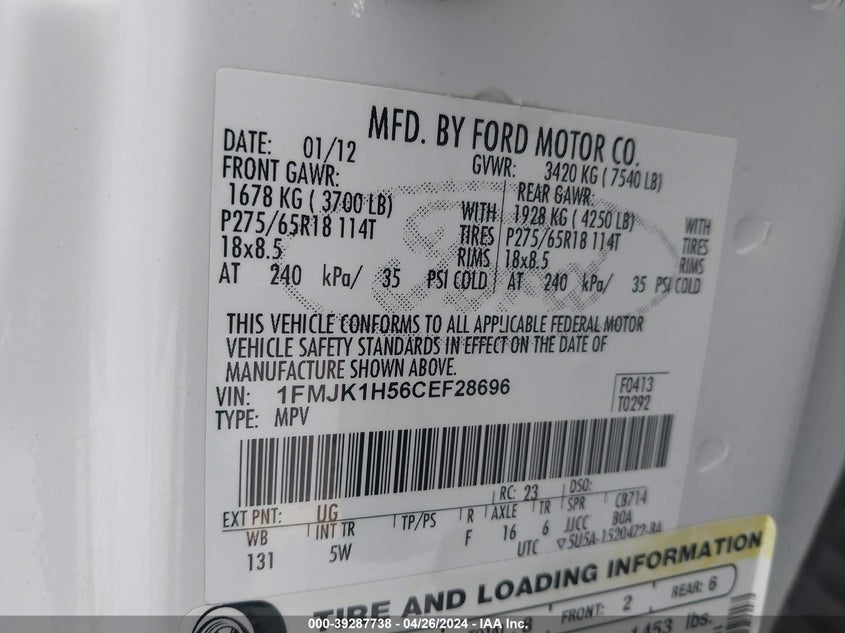 MFD. BY FORD MOTOR CO.
DATE: 01/12 GVWR: 3420 KG ( 7540 LB)
FRONT GAWR: REAR GAWR:
1678 KG ( 3700 LB) WITH 1928 KG ( 4250 LB) WITH
P275/65R18 114T TIRES P275/65R18 114T TIRES
18x8.5 RIMS 18x8.5 RIMS
AT 240 kPa/ 35 PSI COLD AT 240 kPa/ 35 PSI COLD
THIS VEHICLE CONFORMS TO ALL APPLICABLE FEDERAL MOTOR
VEHICLE SAFETY STANDARDS IN EFFECT ON THE DATE OF
MANUFACTURE SHOWN ABOVE.
VIN: 1FMJK1H56CEF28696 F0413
TYPE: MPV T0292
RC: 23 DSO:
EXT PNT: UG AXLE TR SPR CB714
WB INT TR TP/PS R 16 6 JJCC BOA
131 5W F UTC ▽5U5A-1520472-BA
TIRE AND LOADING INFORMATION
FRONT: 2 REAR: 6
1453 lbs.
000-39287738 - 04/26/2024 - IAA Inc.